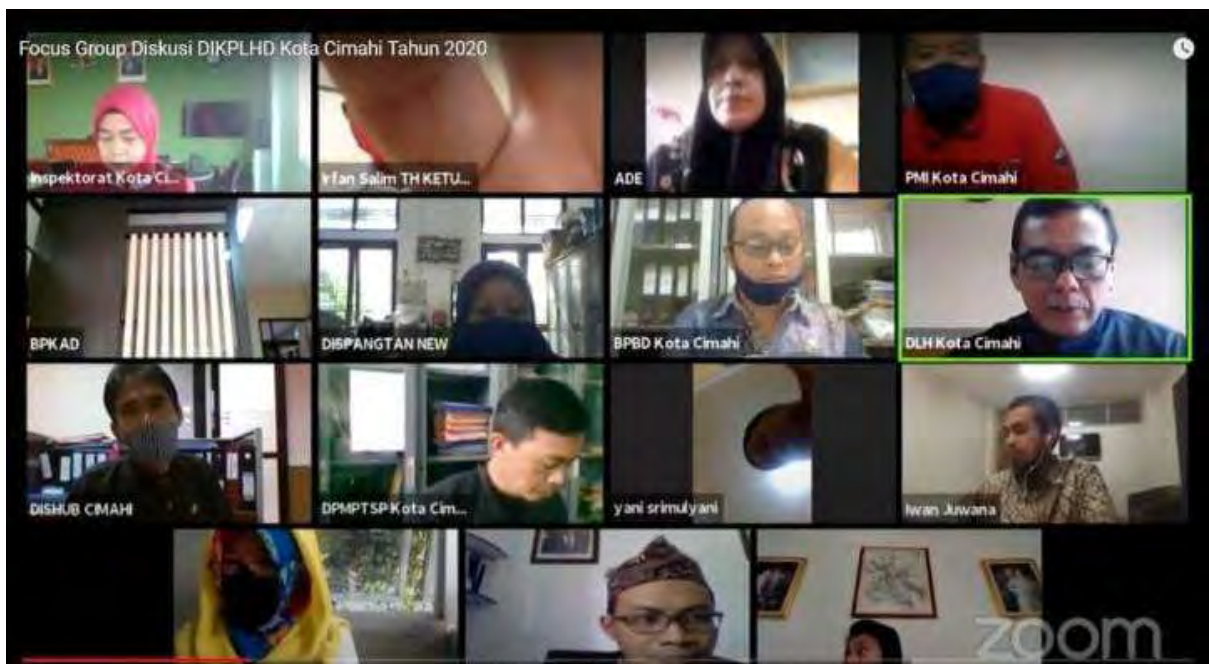 Focus Group Diskusi DIKPLHD Kota Cimahi Tahun 2020
Inspektorat Kota Ci...
Irfan Salim TH KETU...
ADE
PMI Kota Cimahi
BPKAD
DISPANGTAN NEW
BPBD Kota Cimahi
DLH Kota Cimahi
DISHUB CIMAHI
DPMPTSP Kota Cim...
yani srimulyani
Iwan Juwana
zoom